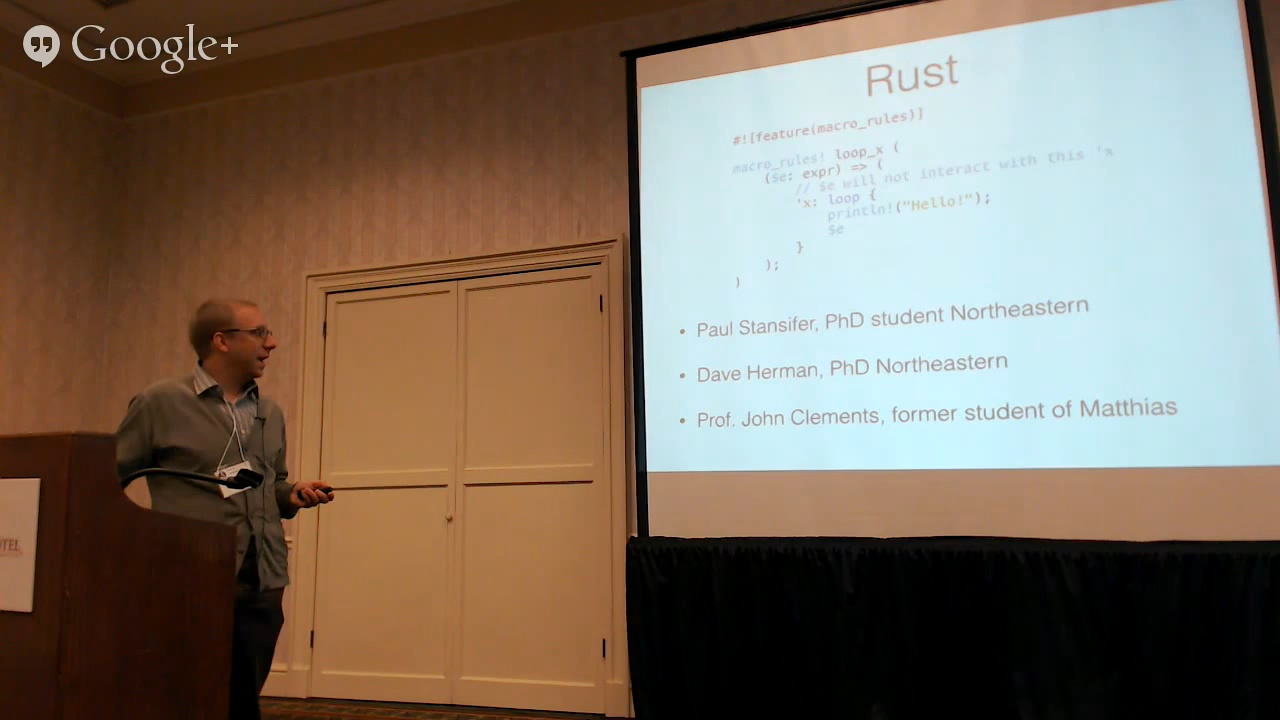 Google+
Rust
#![feature(macro_rules)]
macro_rules! loop_x (
($e: expr) => (
// $e will not interact with this 'x
'x: loop {
println!("Hello!");
$e
}
);
)
• Paul Stansifer, PhD student Northeastern
• Dave Herman, PhD Northeastern
• Prof. John Clements, former student of Matthias